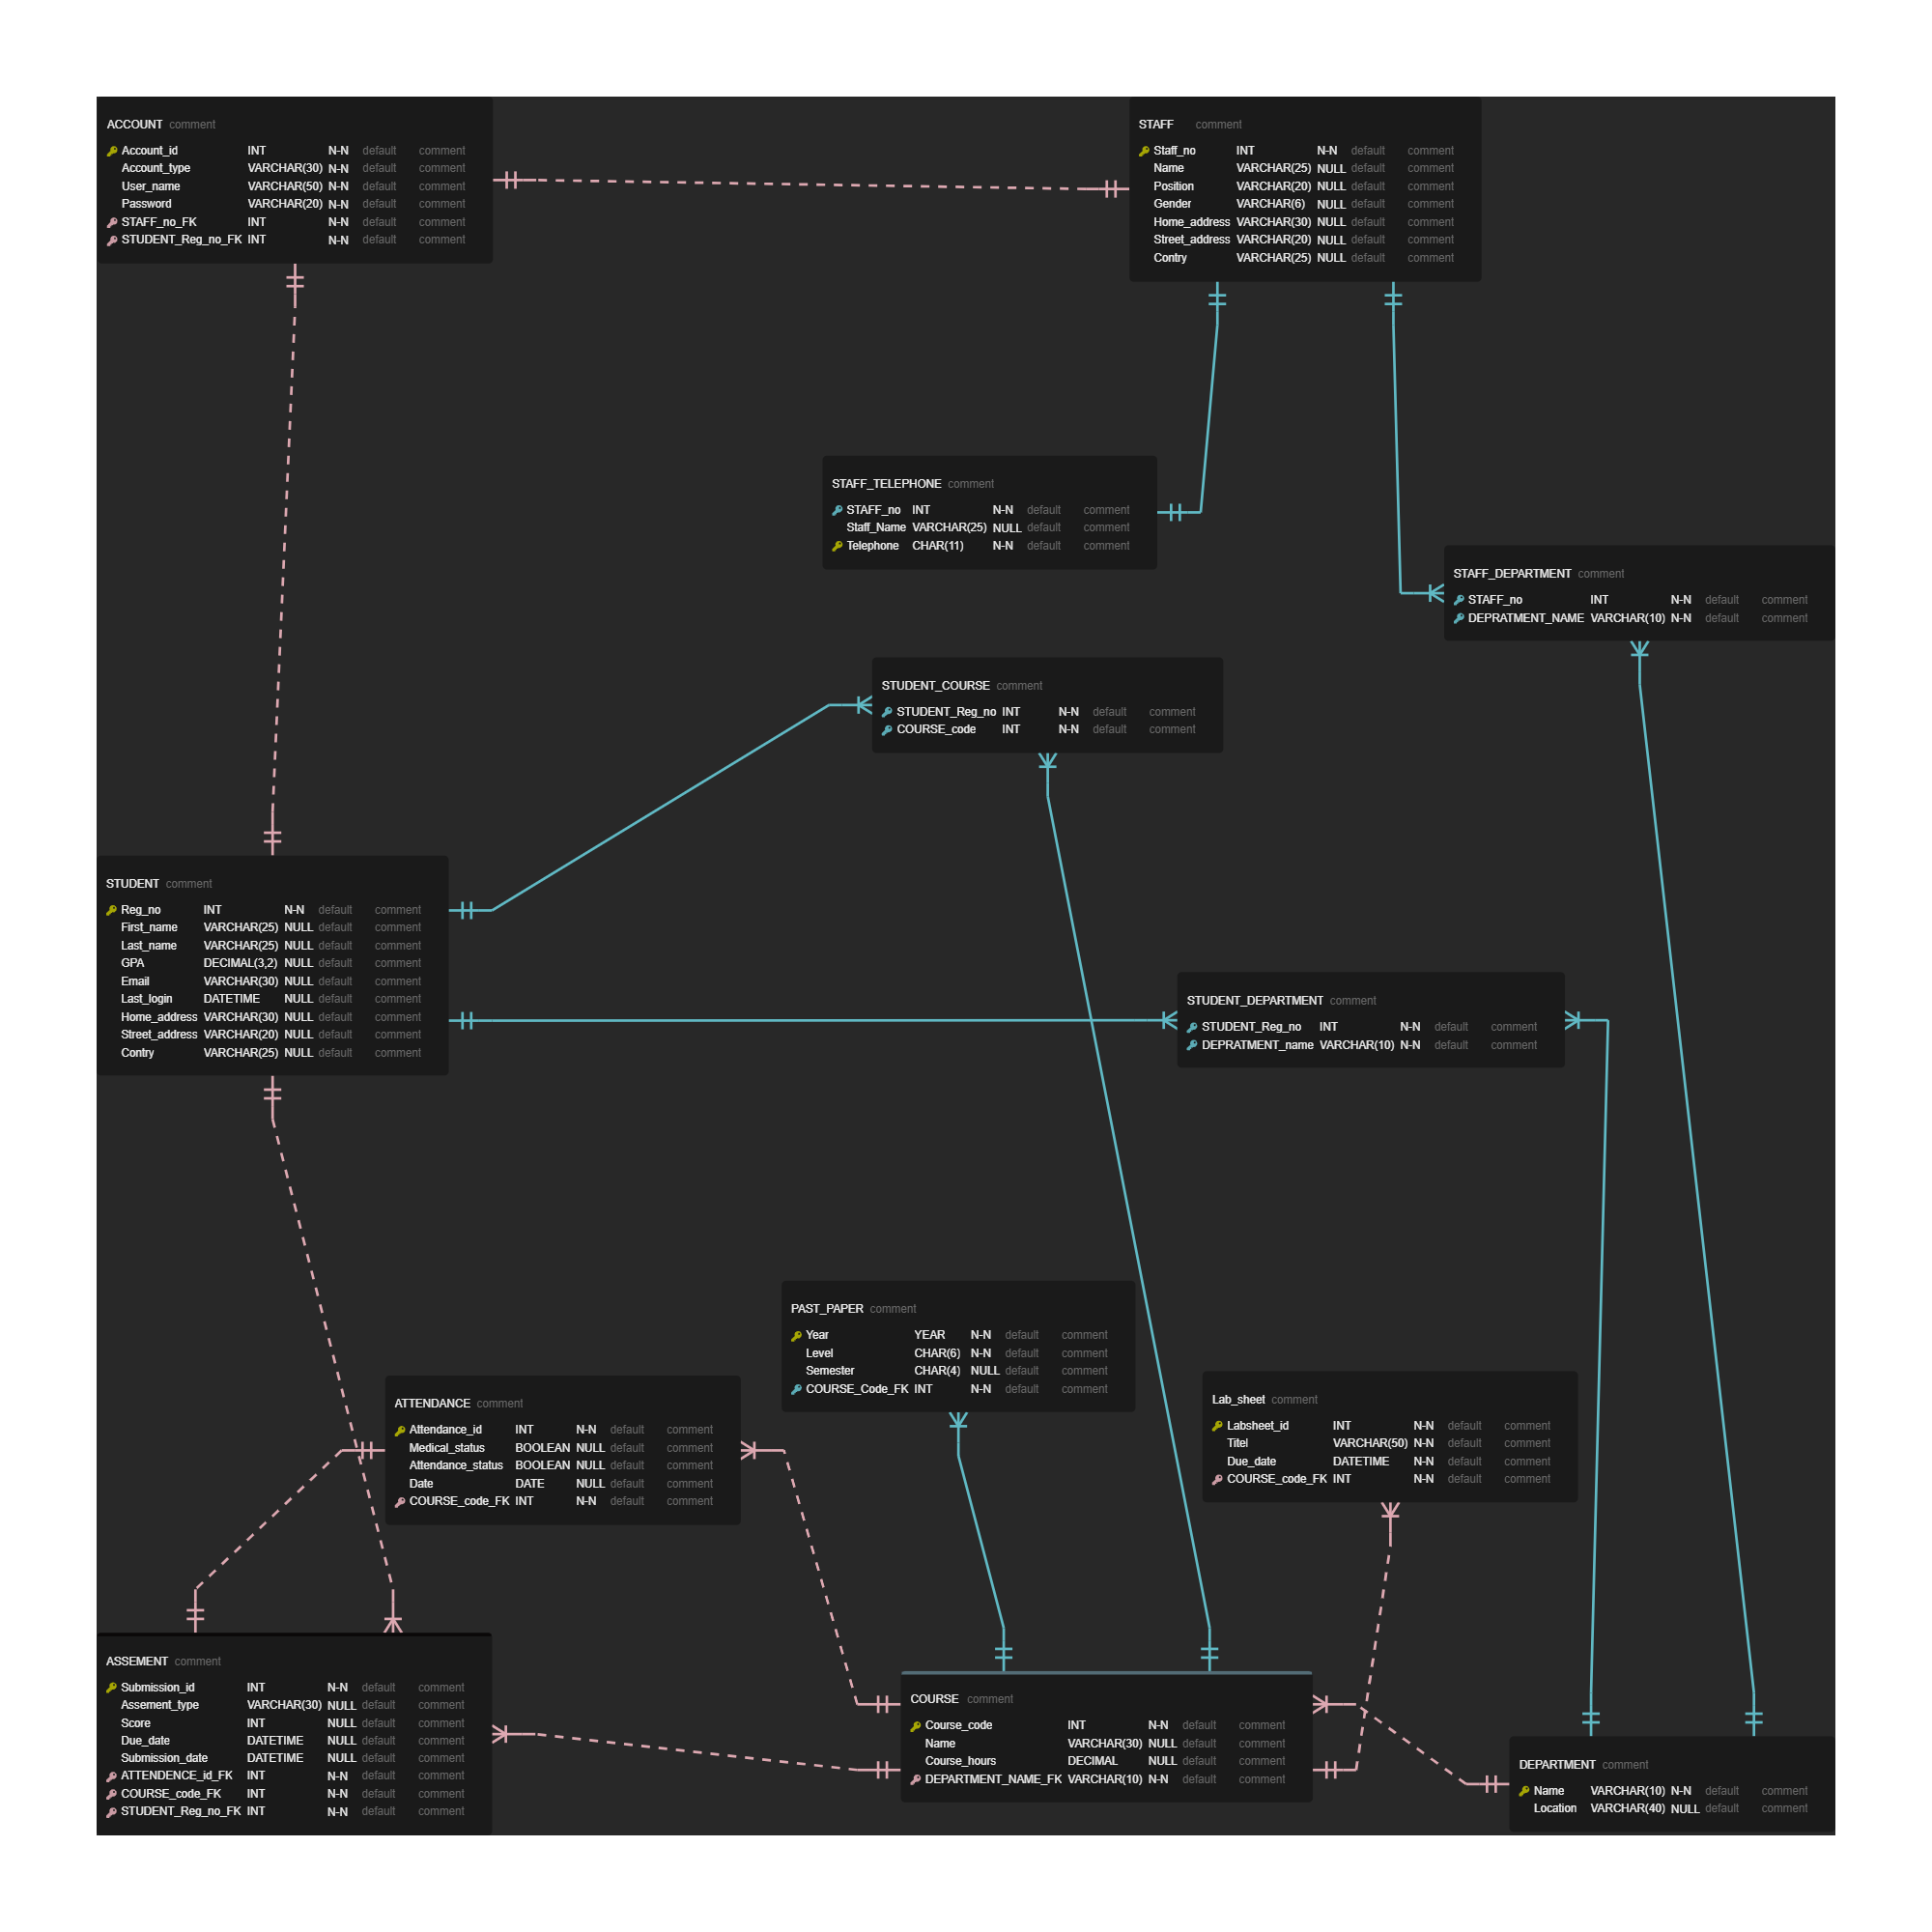 ACCOUNT comment
Account_id INT N-N default comment
Account_type VARCHAR(30) N-N default comment
User_name VARCHAR(50) N-N default comment
Password VARCHAR(20) N-N default comment
STAFF_no_FK INT N-N default comment
STUDENT_Reg_no_FK INT N-N default comment
STAFF comment
Staff_no INT N-N default comment
Name VARCHAR(25) NULL default comment
Position VARCHAR(20) NULL default comment
Gender VARCHAR(6) NULL default comment
Home_address VARCHAR(30) NULL default comment
Street_address VARCHAR(20) NULL default comment
Contry VARCHAR(25) NULL default comment
STAFF_TELEPHONE comment
STAFF_no INT N-N default comment
Staff_Name VARCHAR(25) NULL default comment
Telephone CHAR(11) N-N default comment
STAFF_DEPARTMENT comment
STAFF_no INT N-N default comment
DEPRATMENT_NAME VARCHAR(10) N-N default comment
STUDENT_COURSE comment
STUDENT_Reg_no INT N-N default comment
COURSE_code INT N-N default comment
STUDENT comment
Reg_no INT N-N default comment
First_name VARCHAR(25) NULL default comment
Last_name VARCHAR(25) NULL default comment
GPA DECIMAL(3,2) NULL default comment
Email VARCHAR(30) NULL default comment
Last_login DATETIME NULL default comment
Home_address VARCHAR(30) NULL default comment
Street_address VARCHAR(20) NULL default comment
Contry VARCHAR(25) NULL default comment
STUDENT_DEPARTMENT comment
STUDENT_Reg_no INT N-N default comment
DEPRATMENT_name VARCHAR(10) N-N default comment
PAST_PAPER comment
Year YEAR N-N default comment
Level CHAR(6) N-N default comment
Semester CHAR(4) NULL default comment
COURSE_Code_FK INT N-N default comment
ATTENDANCE comment
Attendance_id INT N-N default comment
Medical_status BOOLEAN NULL default comment
Attendance_status BOOLEAN NULL default comment
Date DATE NULL default comment
COURSE_code_FK INT N-N default comment
Lab_sheet comment
Labsheet_id INT N-N default comment
Titel VARCHAR(50) N-N default comment
Due_date DATETIME N-N default comment
COURSE_code_FK INT N-N default comment
ASSEMENT comment
Submission_id INT N-N default comment
Assement_type VARCHAR(30) NULL default comment
Score INT NULL default comment
Due_date DATETIME NULL default comment
Submission_date DATETIME NULL default comment
ATTENDENCE_id_FK INT N-N default comment
COURSE_code_FK INT N-N default comment
STUDENT_Reg_no_FK INT N-N default comment
COURSE comment
Course_code INT N-N default comment
Name VARCHAR(30) NULL default comment
Course_hours DECIMAL NULL default comment
DEPARTMENT_NAME_FK VARCHAR(10) N-N default comment
DEPARTMENT comment
Name VARCHAR(10) N-N default comment
Location VARCHAR(40) NULL default comment